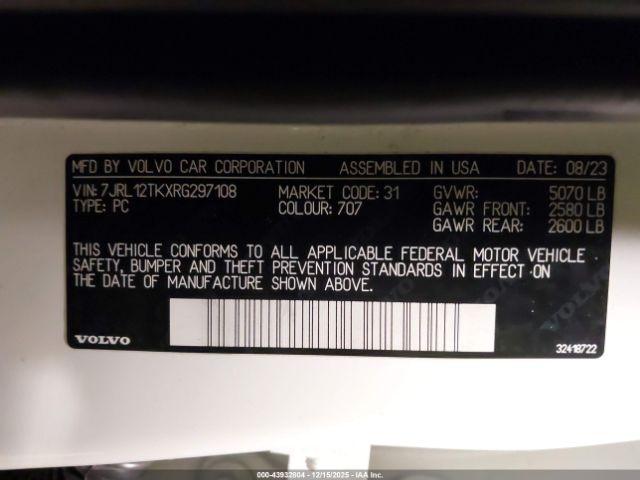 MFD BY VOLVO CAR CORPORATION ASSEMBLED IN USA DATE: 08/23
VIN: 7JRL12TKXRG297108 MARKET CODE: 31 GVWR: 5070 LB
TYPE: PC COLOUR: 707 GAWR FRONT: 2580 LB
GAWR REAR: 2600 LB
THIS VEHICLE CONFORMS TO ALL APPLICABLE FEDERAL MOTOR VEHICLE
SAFETY, BUMPER AND THEFT PREVENTION STANDARDS IN EFFECT ON
THE DATE OF MANUFACTURE SHOWN ABOVE.
VOLVO
32418722
000-43932604 - 12/15/2025 - IAAI.com